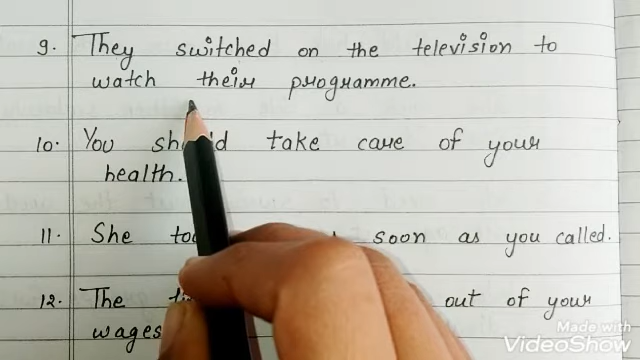 9. They switched on the television to
watch their programme.
10. You take care of your
health.
11. She soon as you called.
12. The out of your
wages
Made with
VideoShow